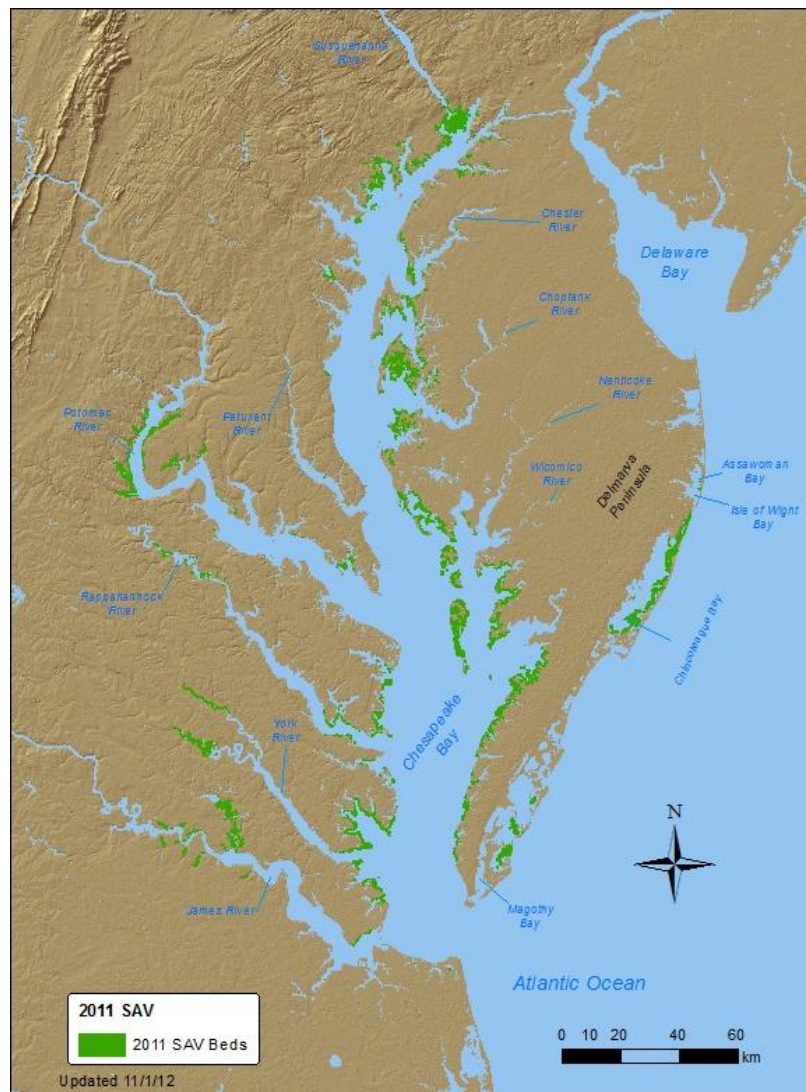 Susquehanna
River
Chester
River
Delaware
Bay
Choptank
River
Nanticoke
River
Potomac
River
Patuxent
River
Wicomico
River
Delmarva
Peninsula
Assawoman
Bay
Isle of Wight
Bay
Rappahannock
River
Chincoteague Bay
York
River
Chesapeake
Bay
N
James River
Magothy
Bay
Atlantic Ocean
2011 SAV
2011 SAV Beds
0 10 20 40 60
km
Updated 11/1/12